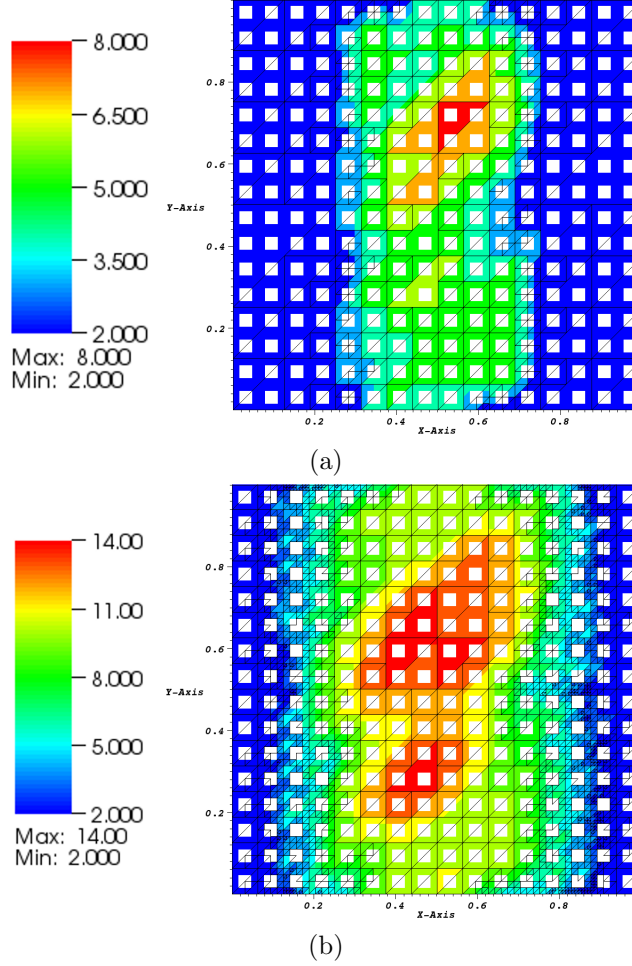 8.000
6.500
5.000
3.500
2.000
Max: 8.000
Min: 2.000
Y-Axis
0.8
0.6
0.4
0.2
0.2 0.4 0.6 0.8
X-Axis
(a)
14.00
11.00
8.000
5.000
2.000
Max: 14.00
Min: 2.000
Y-Axis
0.8
0.6
0.4
0.2
0.2 0.4 0.6 0.8
X-Axis
(b)